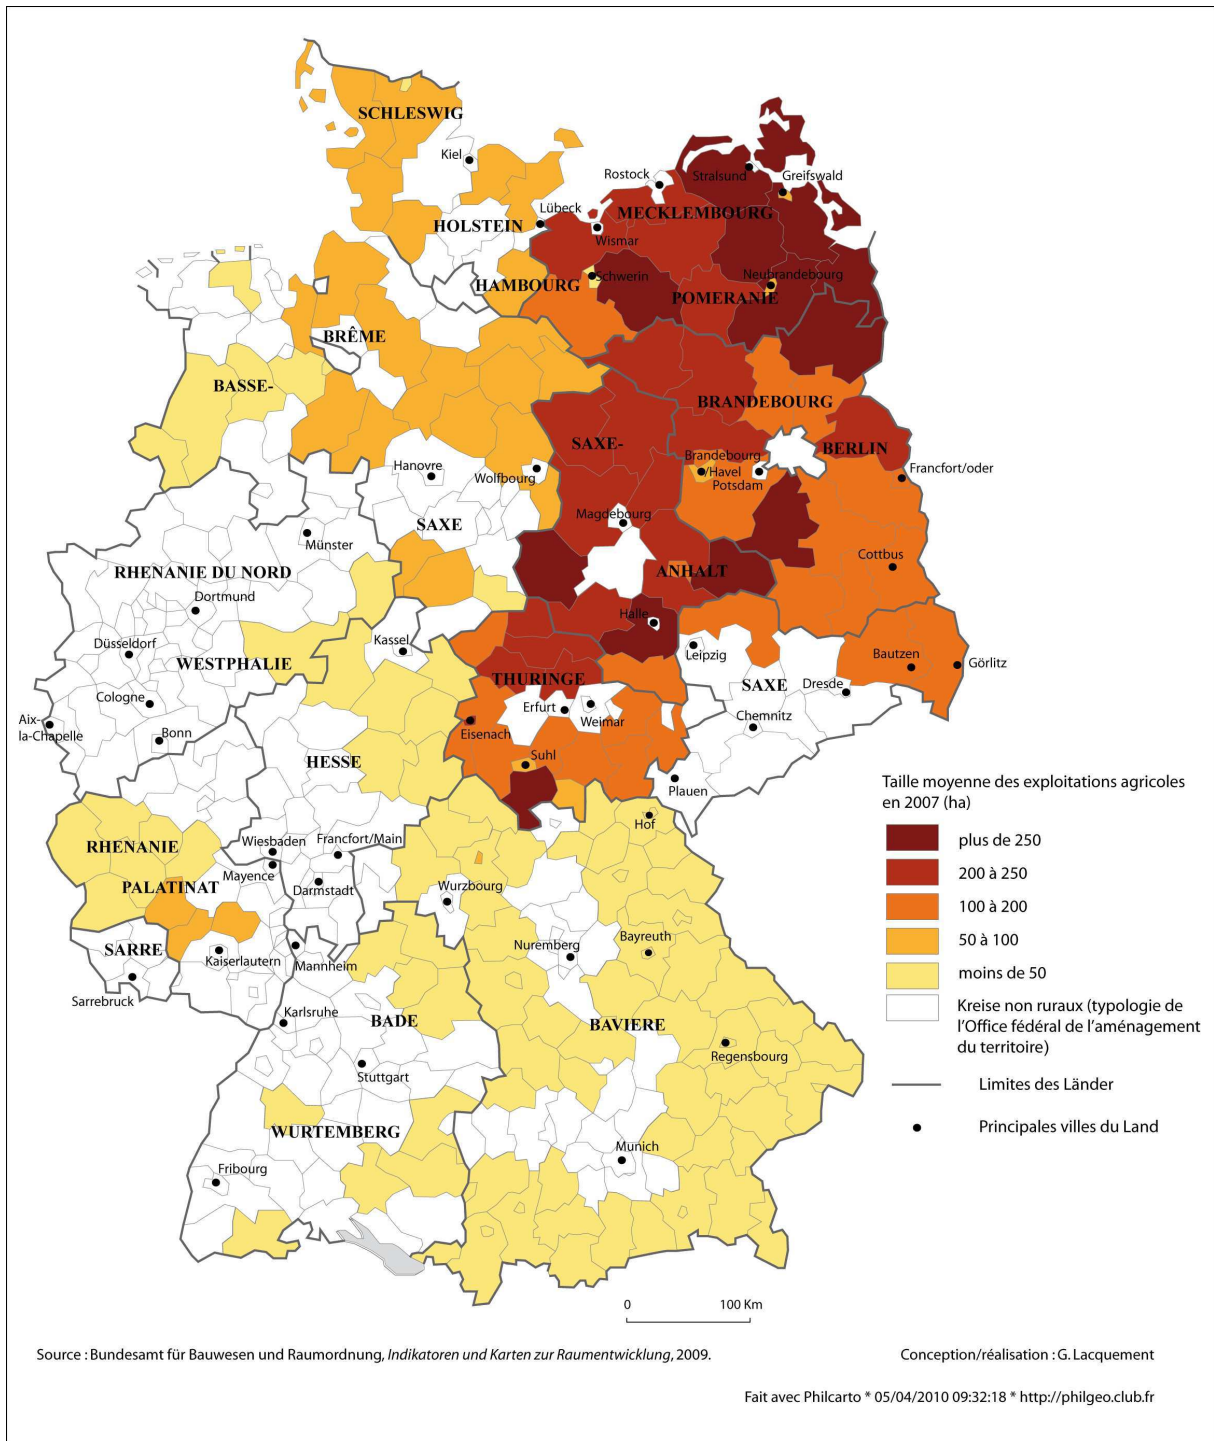 SCHLESWIG
Kiel
Rostock
Stralsund
Greifswald
Lübeck
MECKLEMBOURG
HOLSTEIN
Wismar
HAMBOURG
Schwerin
Neubrandebourg
POMERANIE
BRÊME
BASSE-
BRANDEBOURG
SAXE-
BERLIN
Hanovre
Wolfbourg
Brandebourg
/Havel
Potsdam
Francfort/oder
Magdebourg
SAXE
Münster
Cottbus
RHENANIE DU NORD
ANHALT
Dortmund
Halle
Düsseldorf
Kassel
Leipzig
Bautzen
Görlitz
WESTPHALIE
THURINGE
SAXE
Dresde
Cologne
Erfurt
Weimar
Aix-
la-Chapelle
Bonn
Eisenach
Chemnitz
HESSE
Suhl
Plauen
Hof
RHENANIE
Wiesbaden
Francfort/Main
Mayence
PALATINAT
Darmstadt
Wurzbourg
SARRE
Kaiserlautern
Mannheim
Nuremberg
Bayreuth
Sarrebruck
Karlsruhe
BADE
BAVIERE
Regensbourg
Stuttgart
WURTEMBERG
Munich
Fribourg
Taille moyenne des exploitations agricoles
en 2007 (ha)
plus de 250
200 à 250
100 à 200
50 à 100
moins de 50
Kreise non ruraux (typologie de
l'Office fédéral de l'aménagement
du territoire)
Limites des Länder
Principales villes du Land
0 100 Km
Source : Bundesamt für Bauwesen und Raumordnung, Indikatoren und Karten zur Raumentwicklung, 2009.
Conception/réalisation : G. Lacquement
Fait avec Philcarto * 05/04/2010 09:32:18 * http://philgeo.club.fr